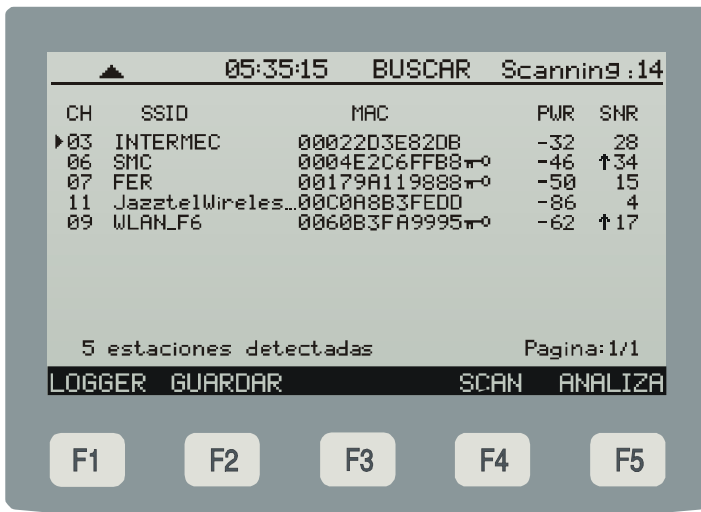 05:35:15 BUSCAR Scanning :14
CH SSID MAC PWR SNR
03 INTERMEC 00022D3E82DB -32 28
06 SMC 0004E2C6FFB8 -46 ↑34
07 FER 00179A119888 -50 15
11 JazztelWireles… 00C0A8B3FEDD -86 4
09 WLAN_F6 0060B3FA9995 -62 ↑17
5 estaciones detectadas Pagina:1/1
LOGGER GUARDAR SCAN ANALIZA
F1 F2 F3 F4 F5